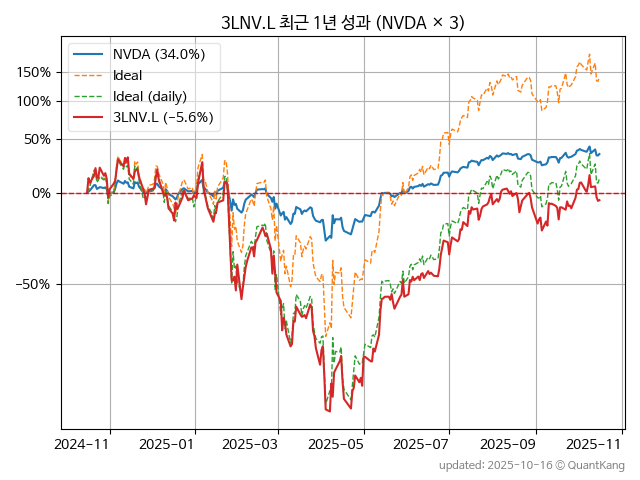 3LNV.L 최근 1년 성과 (NVDA × 3)
NVDA (34.0%)
Ideal
Ideal (daily)
3LNV.L (−5.6%)
150%
100%
50%
0%
−50%
2024−11
2025−01
2025−03
2025−05
2025−07
2025−09
2025−11
updated: 2025-10-16 © QuantKang